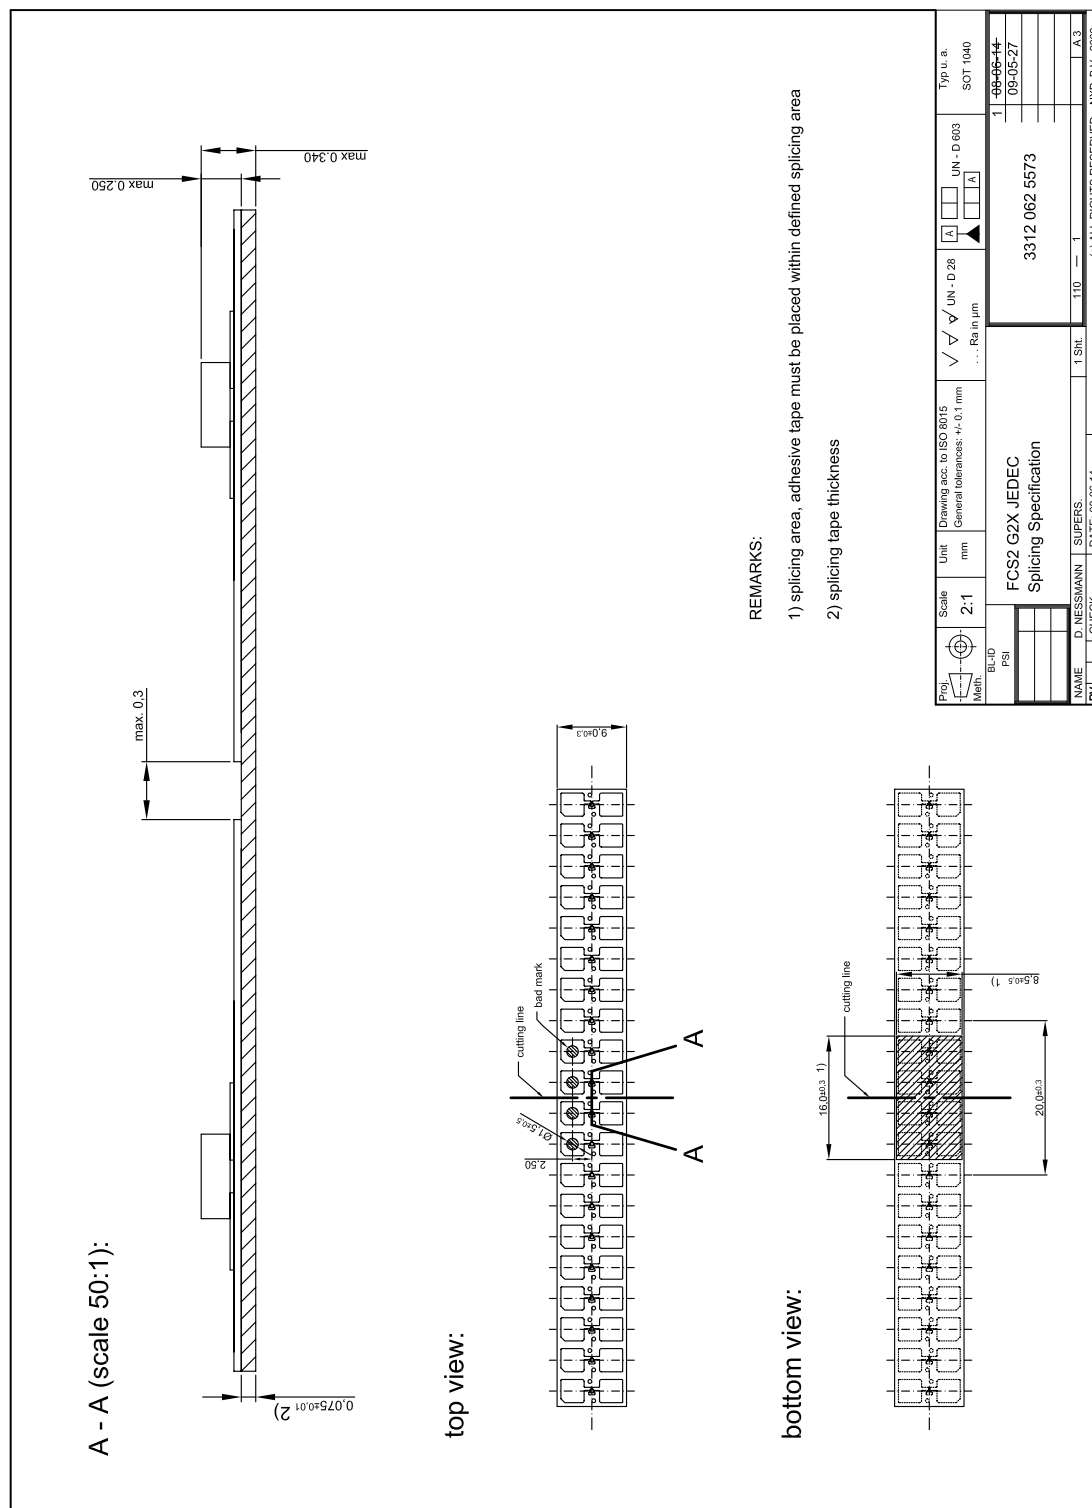 A - A (scale 50:1):
max 0.250
max 0.340
max. 0,3
0,075±0,01 2)
top view:
cutting line
bad mark
9,0±0,3
Ø1,5±0,5
2,50
A
A
bottom view:
cutting line
16,0±0,3 1)
8,5±0,5 1)
20,0±0,3
REMARKS:
1) splicing area, adhesive tape must be placed within defined splicing area
2) splicing tape thickness
Proj.
Meth.
Scale
2:1
Unit
mm
Drawing acc. to ISO 8015
General tolerances: +/- 0.1 mm
UN - D 28
. . . Ra in µm
A
UN - D 603
A
Typ u. a.
SOT 1040
BL-ID
PSI
FCS2 G2X JEDEC
Splicing Specification
3312 062 5573
1 08-06-14
09-05-27
NAME D. NESSMANN SUPERS. 1 Sht. 110 — 1 A 3